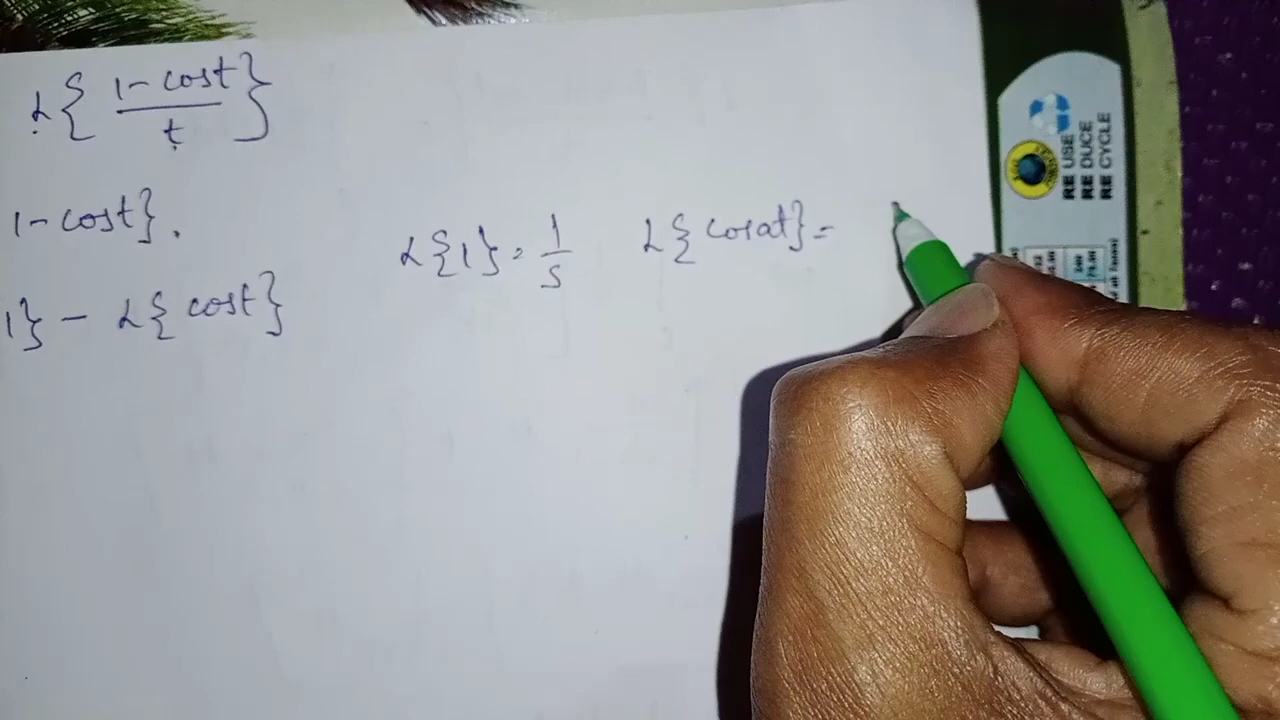 L{ (1 - cost)/t }
1 - cost}.
L{1} = 1/s L{cosat} =
1} - L{cost}
RE USE
RE DUCE
RE CYCLE